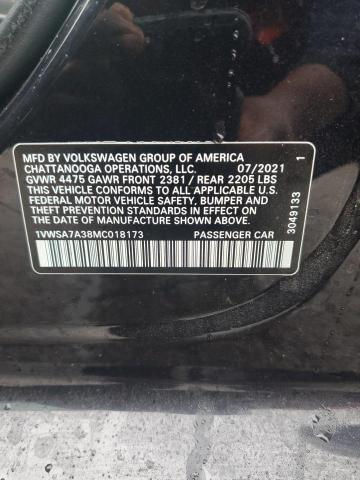 MFD BY VOLKSWAGEN GROUP OF AMERICA
CHATTANOOGA OPERATIONS, LLC. 07/2021
GVWR 4475 GAWR FRONT 2381 / REAR 2205 LBS
THIS VEHICLE CONFORMS TO ALL APPLICABLE U.S.
FEDERAL MOTOR VEHICLE SAFETY, BUMPER AND
THEFT PREVENTION STANDARDS IN EFFECT ON
THE DATE OF MANUFACTURE SHOWN ABOVE.
1VWSA7A38MC018173 PASSENGER CAR
3049133 1